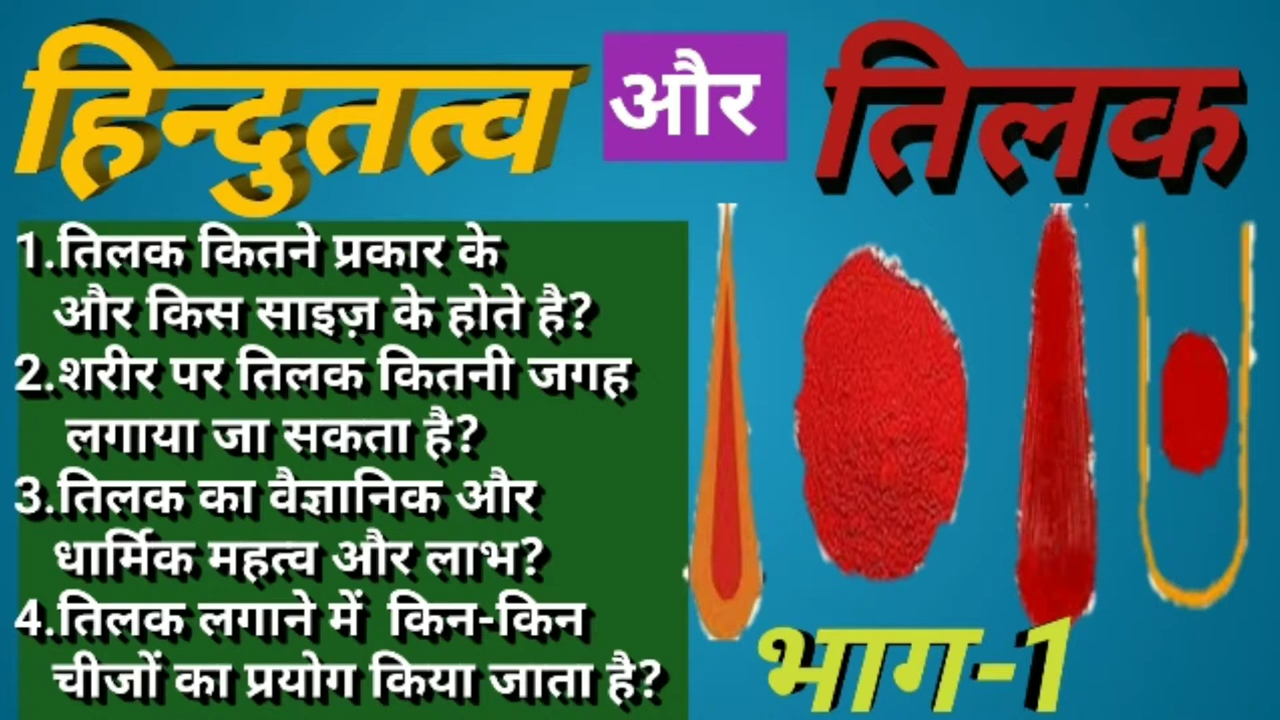 हिन्दुतत्व और तिलक
1.तिलक कितने प्रकार के
और किस साइज़ के होते है?
2.शरीर पर तिलक कितनी जगह
लगाया जा सकता है?
3.तिलक का वैज्ञानिक और
धार्मिक महत्व और लाभ?
4.तिलक लगाने में किन-किन
चीजों का प्रयोग किया जाता है?
भाग-1